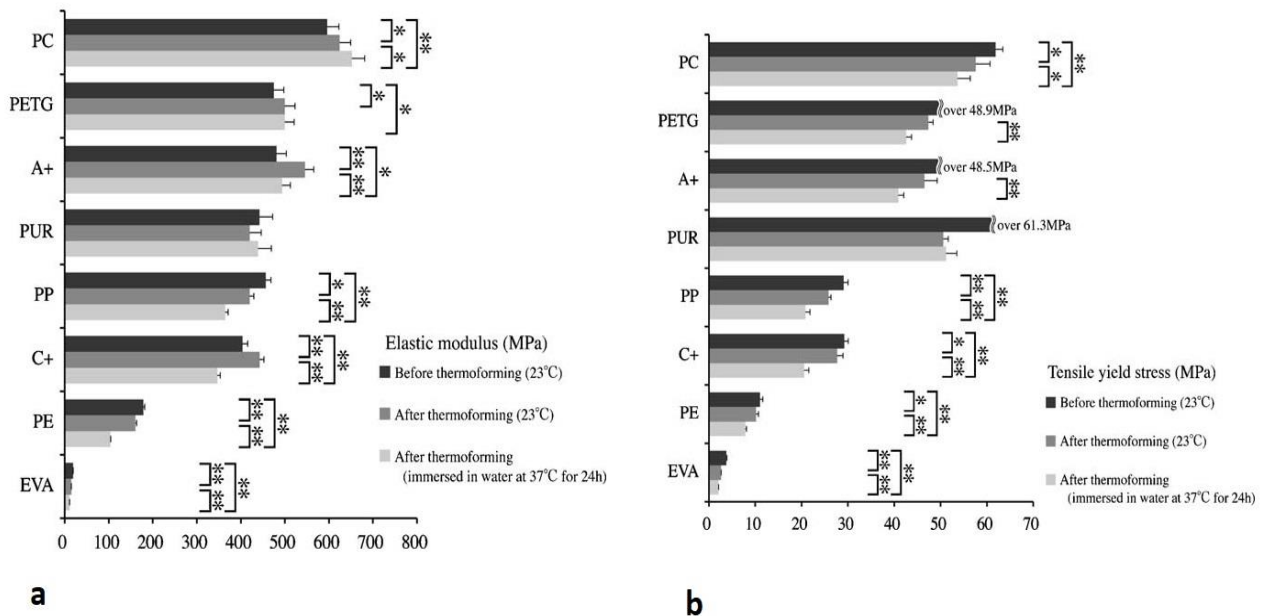 PC
*
*
**
PETG
*
*
A+
**
**
*
PUR
PP
*
**
**
C+
**
**
**
PE
**
**
**
EVA
**
**
**
Elastic modulus (MPa)
Before thermoforming (23°C)
After thermoforming (23°C)
After thermoforming
(immersed in water at 37°C for 24h)
0 100 200 300 400 500 600 700 800
a
PC
*
*
**
PETG
over 48.9MPa
**
A+
over 48.5MPa
**
PUR
over 61.3MPa
PP
**
**
**
C+
*
**
**
PE
*
**
**
EVA
**
**
**
Tensile yield stress (MPa)
Before thermoforming (23°C)
After thermoforming (23°C)
After thermoforming
(immersed in water at 37°C for 24h)
0 10 20 30 40 50 60 70
b